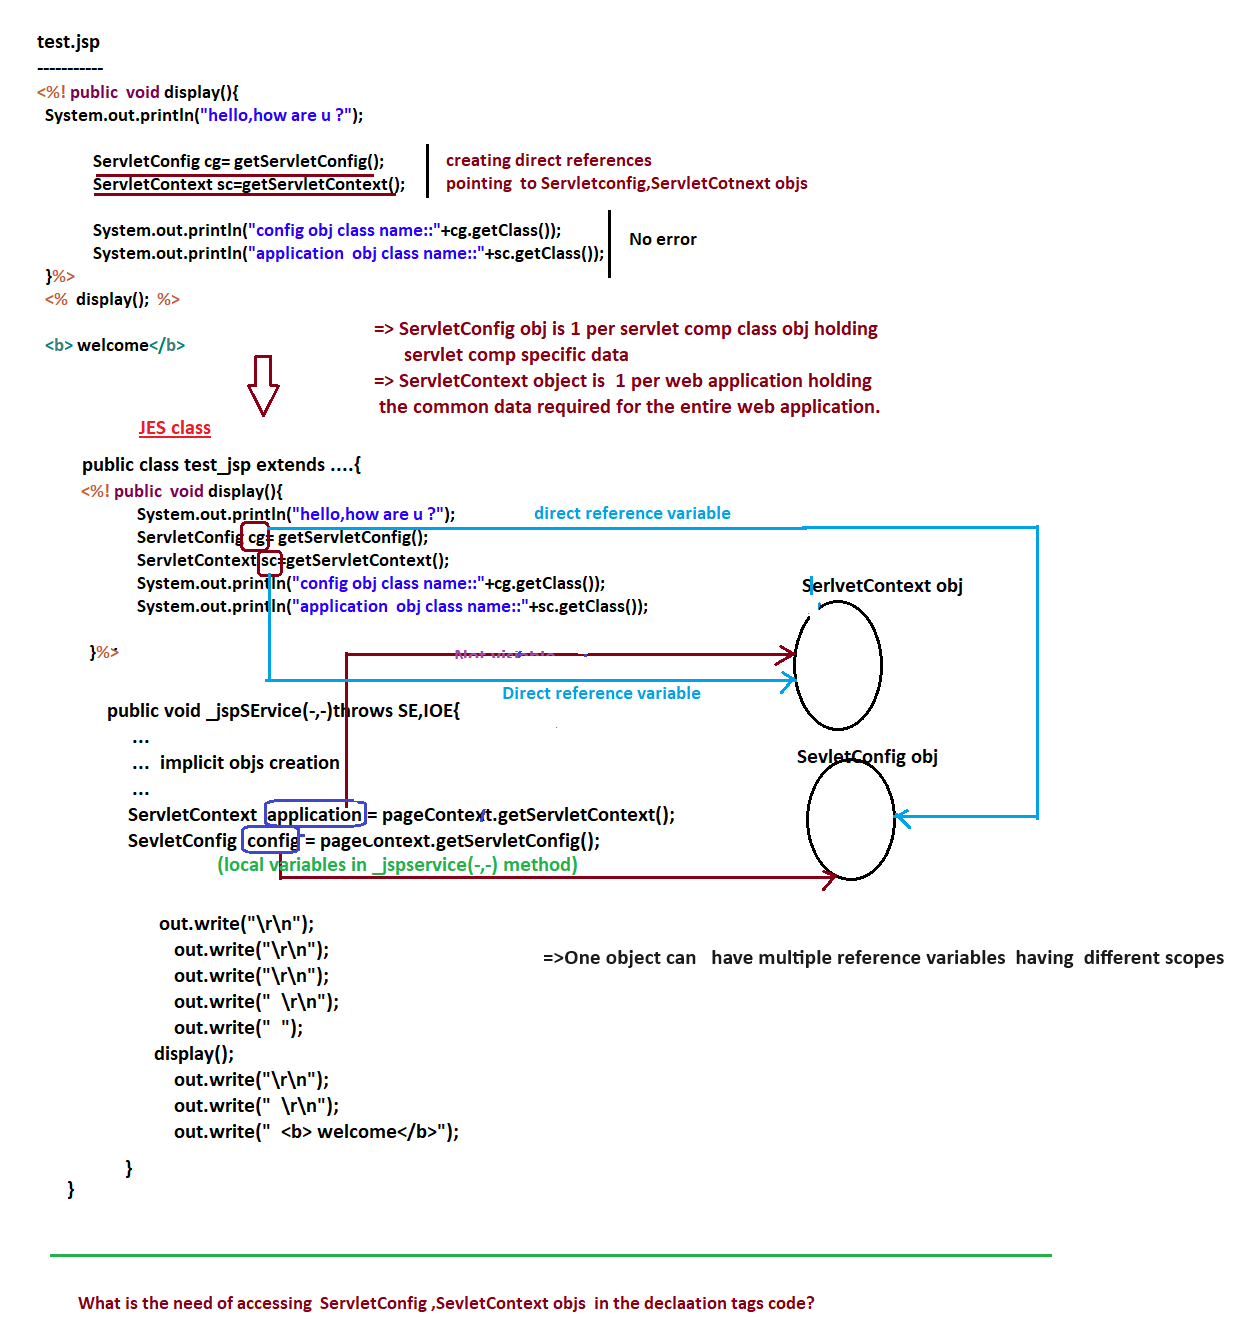 test.jsp
-----------
<%! public  void display(){
System.out.println("hello,how are u ?");
ServletConfig cg= getServletConfig();
creating direct references
ServletContext sc=getServletContext();
pointing  to Servletconfig,ServletCotnext objs
System.out.println("config obj class name::"+cg.getClass());
No error
System.out.println("application  obj class name::"+sc.getClass());
}%>
<%  display();  %>
=> ServletConfig obj is 1 per servlet comp class obj holding
<b> welcome</b>
servlet comp specific data
=> ServletContext object is  1 per web application holding
the common data required for the entire web application.
JES class
public class test_jsp extends ....{
<%! public  void display(){
System.out.println("hello,how are u ?");
direct reference variable
ServletConfig cg= getServletConfig();
ServletContext sc=getServletContext();
System.out.println("config obj class name::"+cg.getClass());
SerlvetContext obj
System.out.println("application  obj class name::"+sc.getClass());
}%>
Direct reference variable
public void _jspSErvice(-,-)throws SE,IOE{
...
... implicit objs creation
SevletConfig obj
...
ServletContext  application = pageContext.getServletContext();
SevletConfig  config = pageContext.getServletConfig();
(local variables in _jspservice(-,-) method)
out.write("\r\n");
out.write("\r\n");
=>One object can   have multiple reference variables  having  different scopes
out.write("\r\n");
out.write("  \r\n");
out.write("  ");
display();
out.write("\r\n");
out.write("  \r\n");
out.write("  <b> welcome</b>");
}
}
What is the need of accessing  ServletConfig ,SevletContext objs  in the declaation tags code?